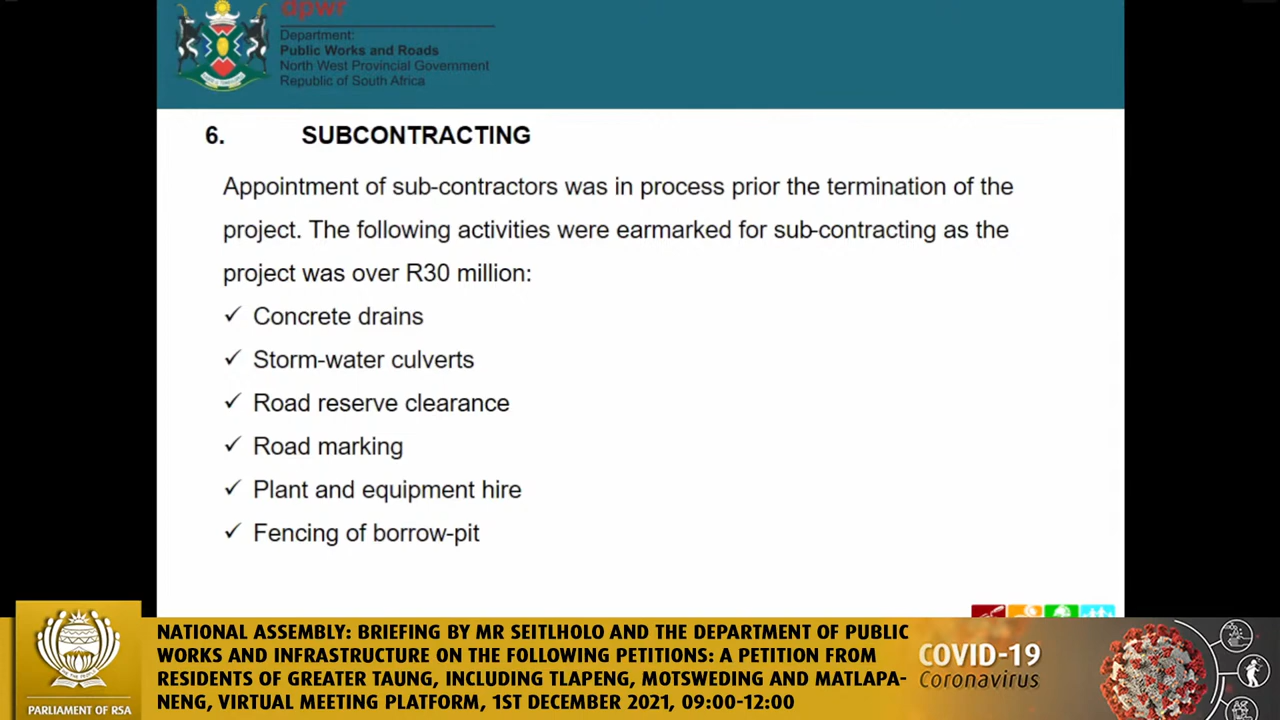 dpwr
Department:
Public Works and Roads
North West Provincial Government
Republic of South Africa
6. SUBCONTRACTING
Appointment of sub-contractors was in process prior the termination of the
project. The following activities were earmarked for sub-contracting as the
project was over R30 million:
✓ Concrete drains
✓ Storm-water culverts
✓ Road reserve clearance
✓ Road marking
✓ Plant and equipment hire
✓ Fencing of borrow-pit
PARLIAMENT OF RSA
NATIONAL ASSEMBLY: BRIEFING BY MR SEITLHOLO AND THE DEPARTMENT OF PUBLIC
WORKS AND INFRASTRUCTURE ON THE FOLLOWING PETITIONS: A PETITION FROM
RESIDENTS OF GREATER TAUNG, INCLUDING TLAPENG, MOTSWEDING AND MATLAPA-
NENG, VIRTUAL MEETING PLATFORM, 1ST DECEMBER 2021, 09:00-12:00
COVID-19
Coronavirus